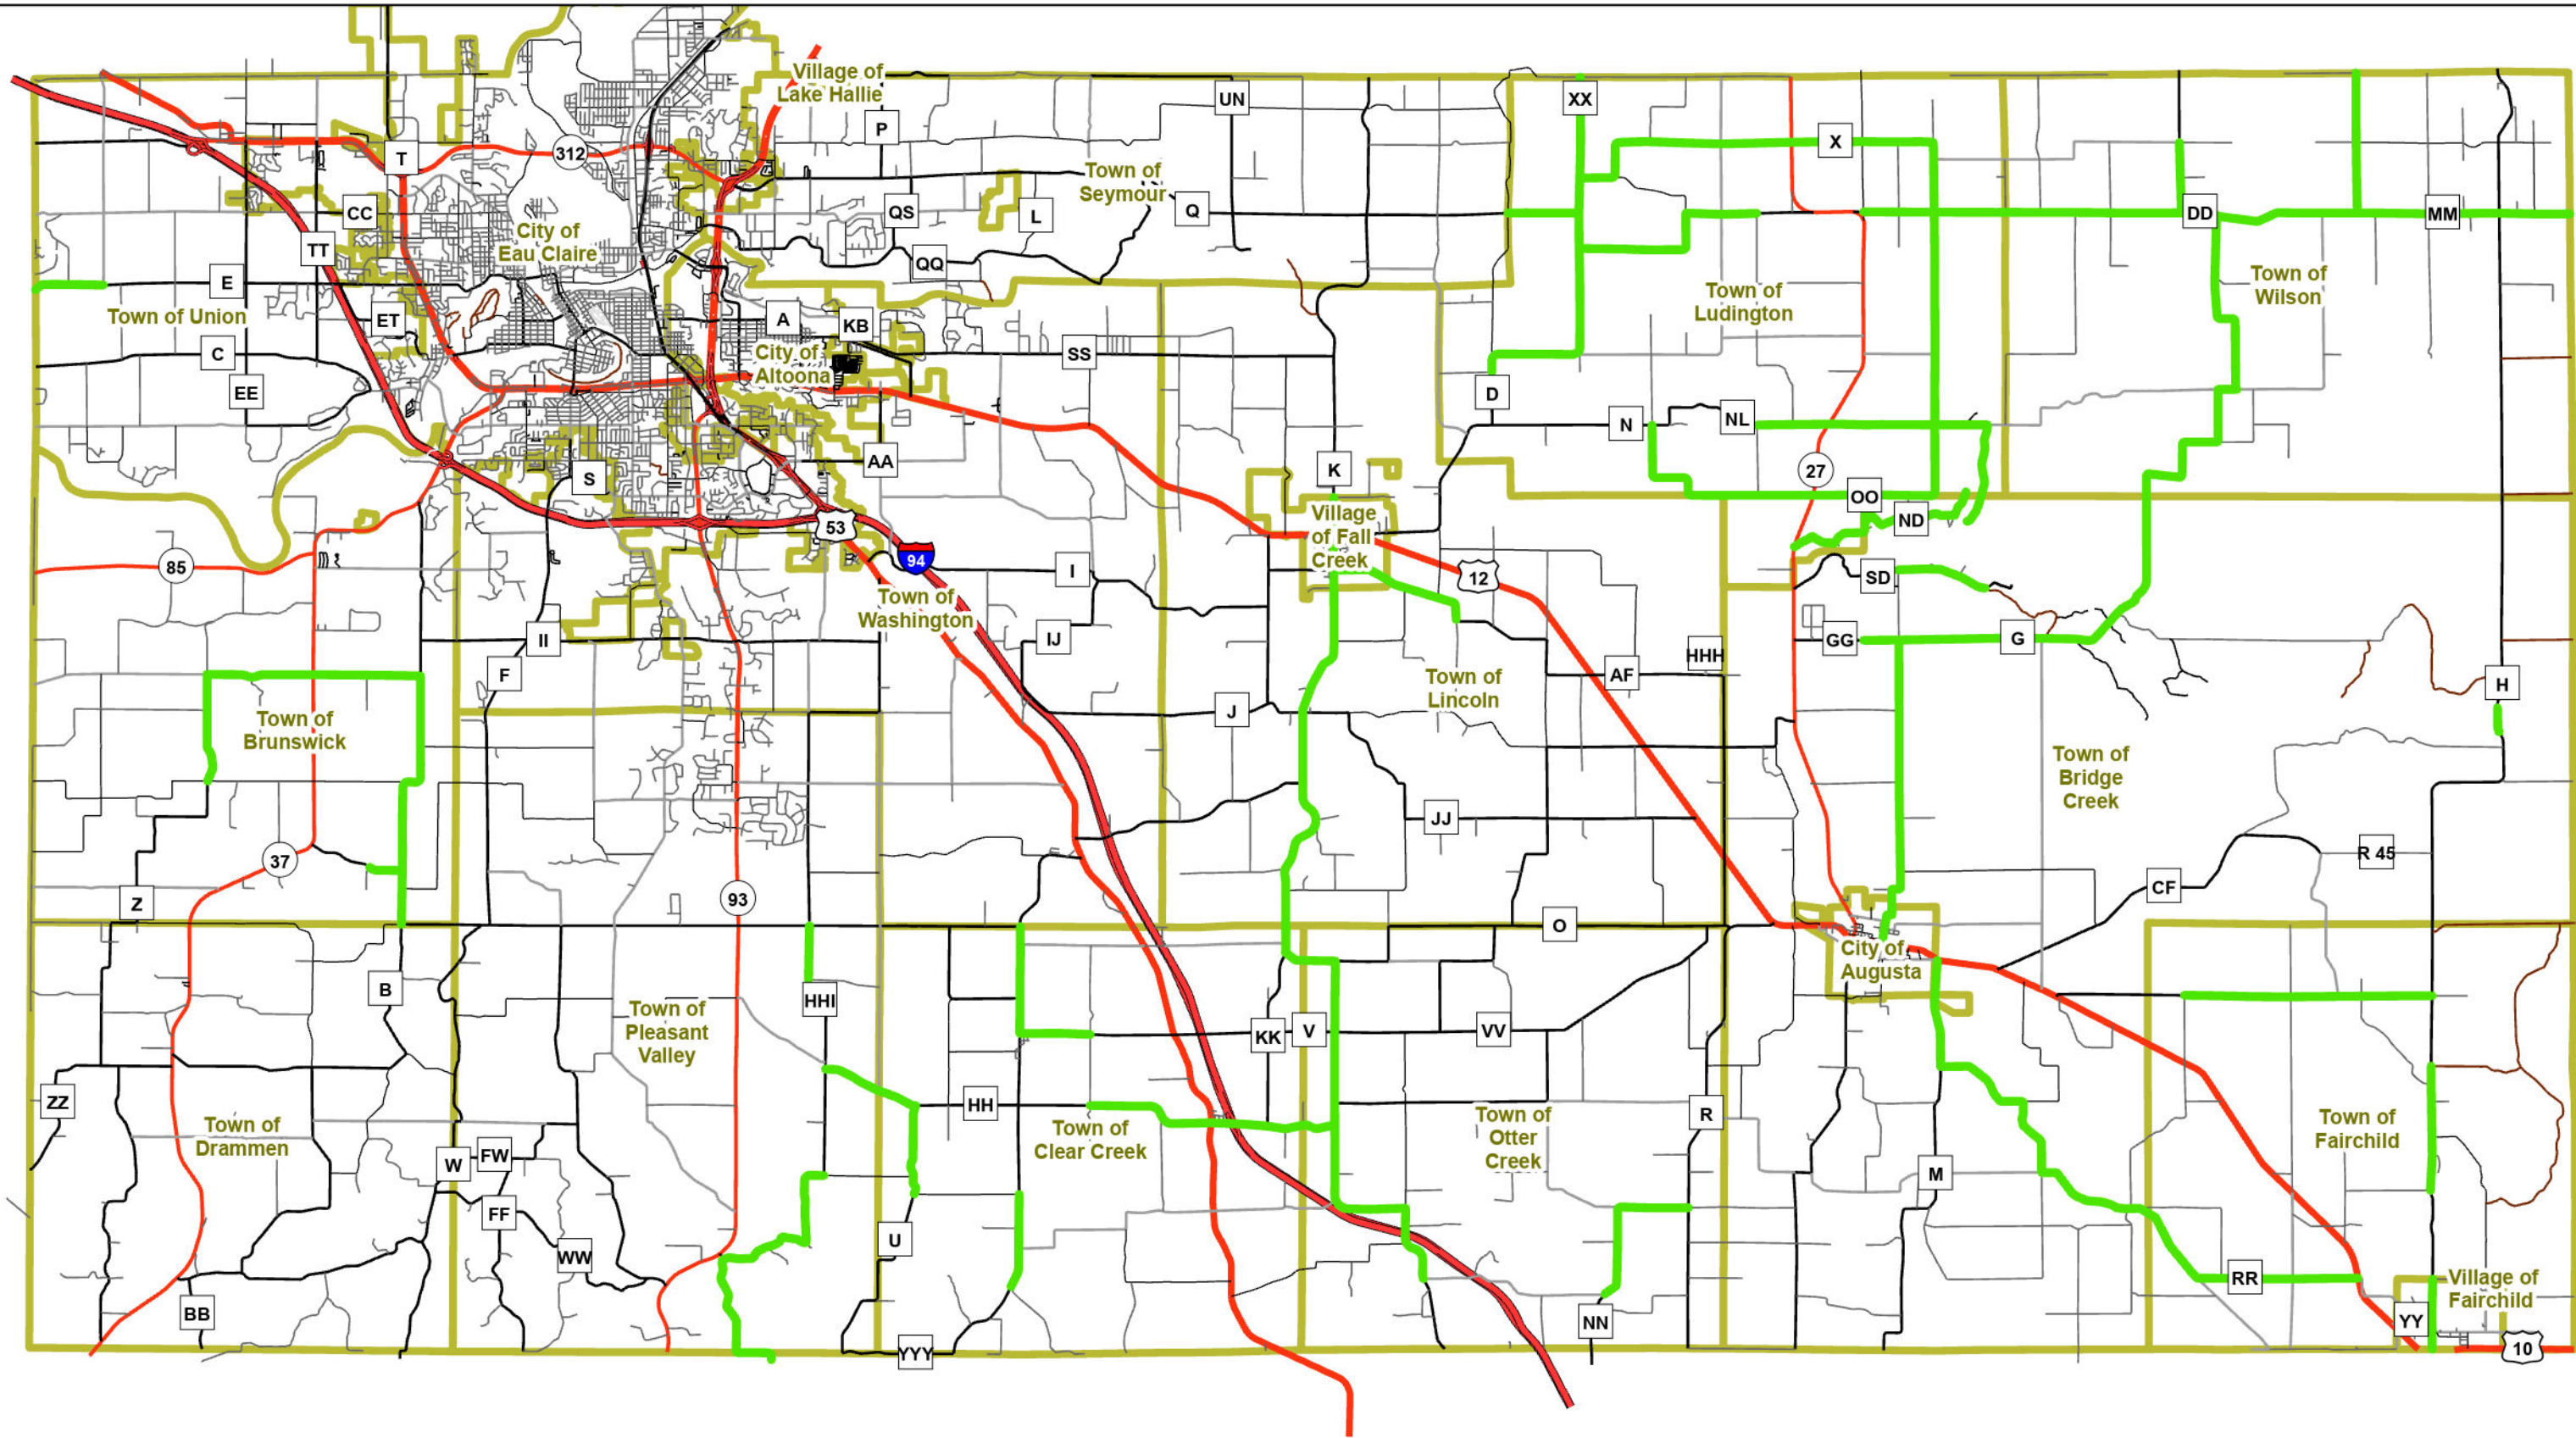 Village of
Lake Hallie
UN
XX
P
T
312
X
Town of
Seymour
CC
QS
L
Q
DD
MM
TT
City of
Eau Claire
QQ
E
Town of Union
ET
A
KB
Town of
Ludington
Town of
Wilson
C
EE
City of
Altoona
SS
D
N
NL
S
AA
K
27
OO
ND
53
Village
of Fall
Creek
94
85
I
12
SD
Town of
Washington
II
IJ
HHH
GG
G
F
Town of
Lincoln
AF
H
Town of
Brunswick
J
Town of
Bridge
Creek
JJ
37
R 45
Z
93
CF
O
City of
Augusta
B
HHI
Town of
Pleasant
Valley
KK
V
VV
ZZ
HH
R
Town of
Drammen
Town of
Clear Creek
Town of
Otter
Creek
Town of
Fairchild
W
FW
M
FF
U
WW
RR
Village of
Fairchild
BB
NN
YY
YYY
10